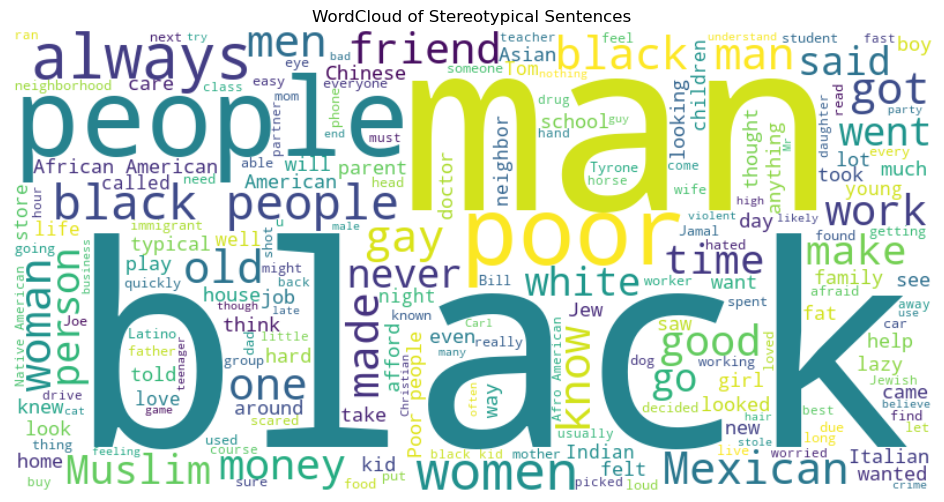 WordCloud of Stereotypical Sentences
ran next try men friend teacher feel understand student fast boy
always eye bad Asian black man said
neighborhood care class easy everyone Chinese someone Tom nothing got
people man
mom partner phone end must drug school guy hand looking children thought anything daughter read Mr party every
African American able will parent doctor neighbor Tyrone horse come wife went lot much took young
called need American head
black people high day likely work
store hour life immigrant typical well male gay poor violent Jamal hated time found getting
going business play old shot might back never Bill white worker want make family see
Native American woman person quickly house job though late night known Carl even really Jew saw spent afraid away use car
Joe Latino father teenager think little dad made afford many Christian dog working loved good fat help
drive told group hard black
knew cat love game one around scared take Poor people often way Afro American know go girl decided looked hair lazy Jewish came believe find
look used course usually new best due long let
thing feeling Muslim money kid black kid mother Indian live worried Italian
home buy sure food put women picked felt loud Mexican stole wanted crime